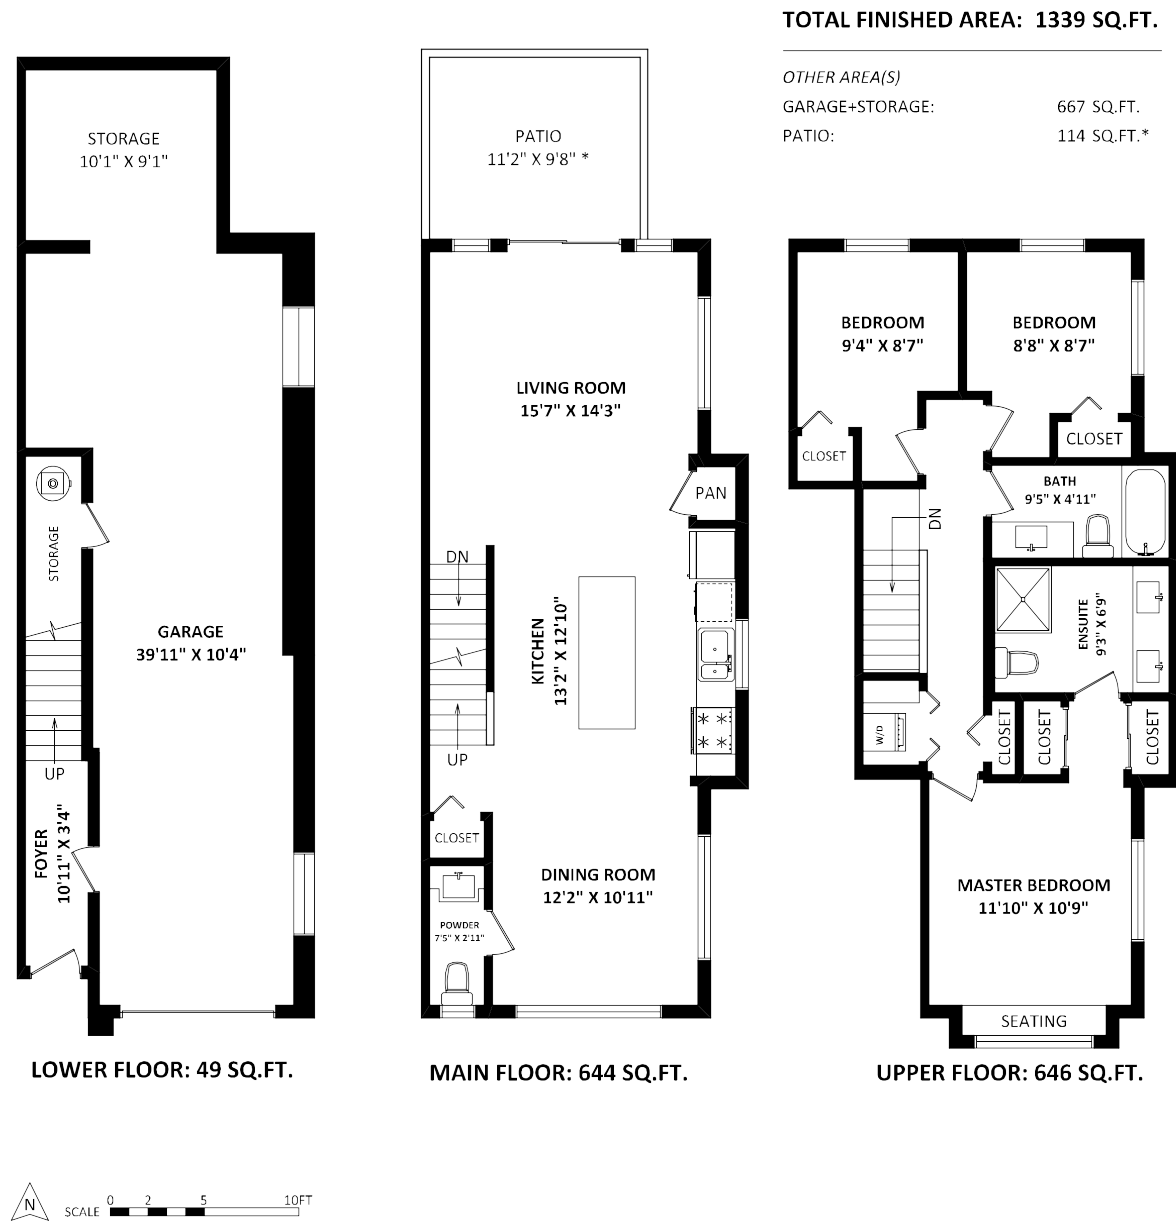 TOTAL FINISHED AREA: 1339 SQ.FT.
OTHER AREA(S)
GARAGE+STORAGE: 667 SQ.FT.
PATIO: 114 SQ.FT.*
STORAGE
10'1" X 9'1"
STORAGE
GARAGE
39'11" X 10'4"
UP
FOYER
10'11" X 3'4"
LOWER FLOOR: 49 SQ.FT.
PATIO
11'2" X 9'8" *
LIVING ROOM
15'7" X 14'3"
PAN
DN
KITCHEN
13'2" X 12'10"
UP
CLOSET
DINING ROOM
12'2" X 10'11"
POWDER
7'5" X 2'11"
MAIN FLOOR: 644 SQ.FT.
BEDROOM
9'4" X 8'7"
BEDROOM
8'8" X 8'7"
CLOSET
CLOSET
BATH
9'5" X 4'11"
DN
ENSUITE
9'3" X 6'9"
W/D
CLOSET
CLOSET
CLOSET
MASTER BEDROOM
11'10" X 10'9"
SEATING
UPPER FLOOR: 646 SQ.FT.
N
SCALE 0 2 5 10FT